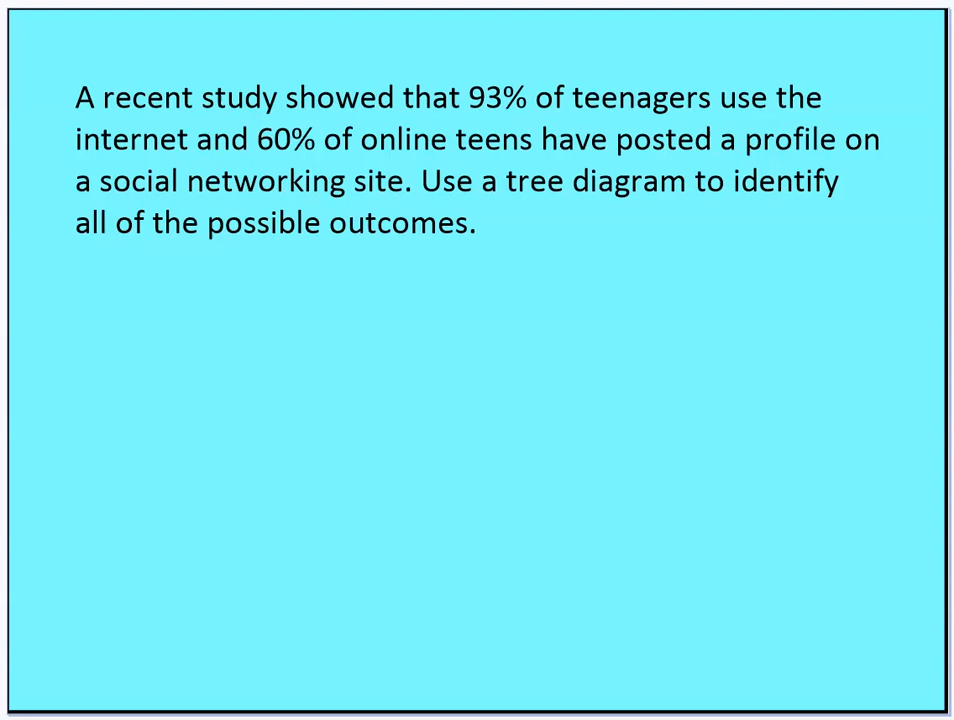 A recent study showed that 93% of teenagers use the
internet and 60% of online teens have posted a profile on
a social networking site. Use a tree diagram to identify
all of the possible outcomes.